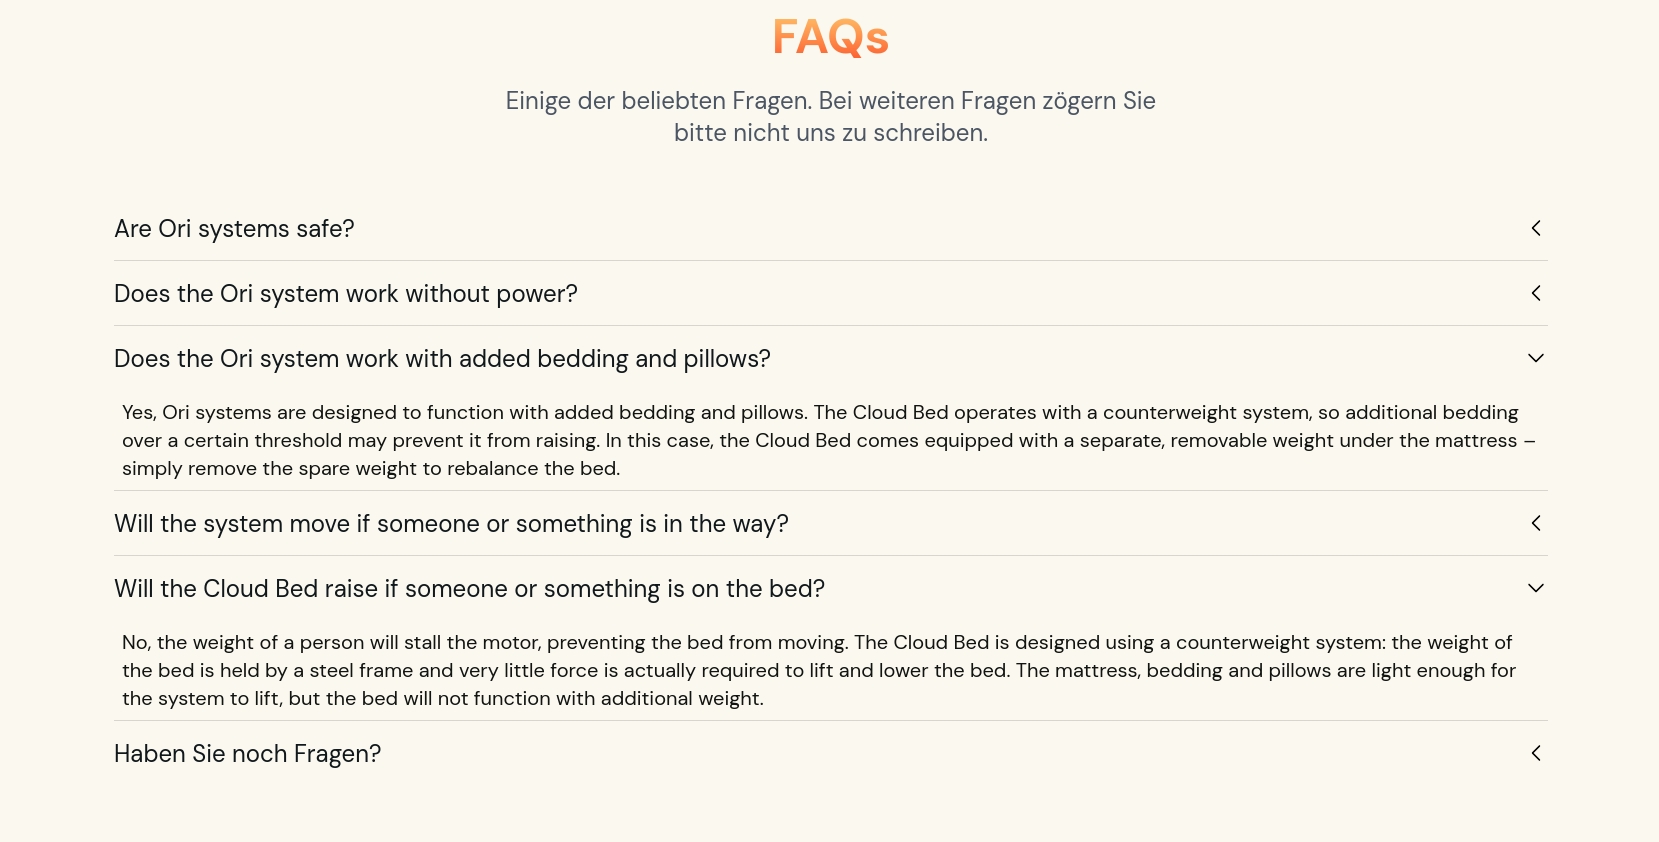 FAQs
Einige der beliebten Fragen. Bei weiteren Fragen zögern Sie
bitte nicht uns zu schreiben.
Are Ori systems safe?
Does the Ori system work without power?
Does the Ori system work with added bedding and pillows?
Yes, Ori systems are designed to function with added bedding and pillows. The Cloud Bed operates with a counterweight system, so additional bedding
over a certain threshold may prevent it from raising. In this case, the Cloud Bed comes equipped with a separate, removable weight under the mattress –
simply remove the spare weight to rebalance the bed.
Will the system move if someone or something is in the way?
Will the Cloud Bed raise if someone or something is on the bed?
No, the weight of a person will stall the motor, preventing the bed from moving. The Cloud Bed is designed using a counterweight system: the weight of
the bed is held by a steel frame and very little force is actually required to lift and lower the bed. The mattress, bedding and pillows are light enough for
the system to lift, but the bed will not function with additional weight.
Haben Sie noch Fragen?